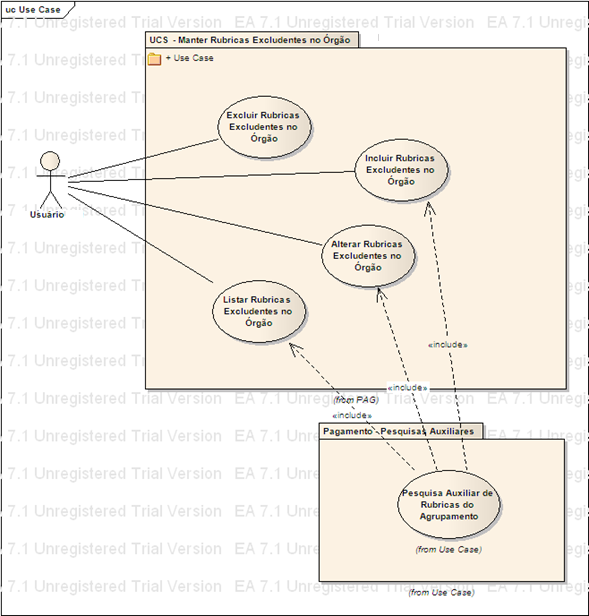 uc Use Case
EA 7.1 Unregistered Trial Version
UCS - Manter Rubricas Excludentes no Órgão
+ Use Case
Excluir Rubricas
Excludentes no
Órgão
Incluir Rubricas
Excludentes no
Órgão
Usuário
Alterar Rubricas
Excludentes no
Órgão
Listar Rubricas
Excludentes no
Órgão
«include»
«include»
(from PAG)
«include»
Pagamento - Pesquisas Auxiliares
Pesquisa Auxiliar de
Rubricas do
Agrupamento
(from Use Case)
(from Use Case)